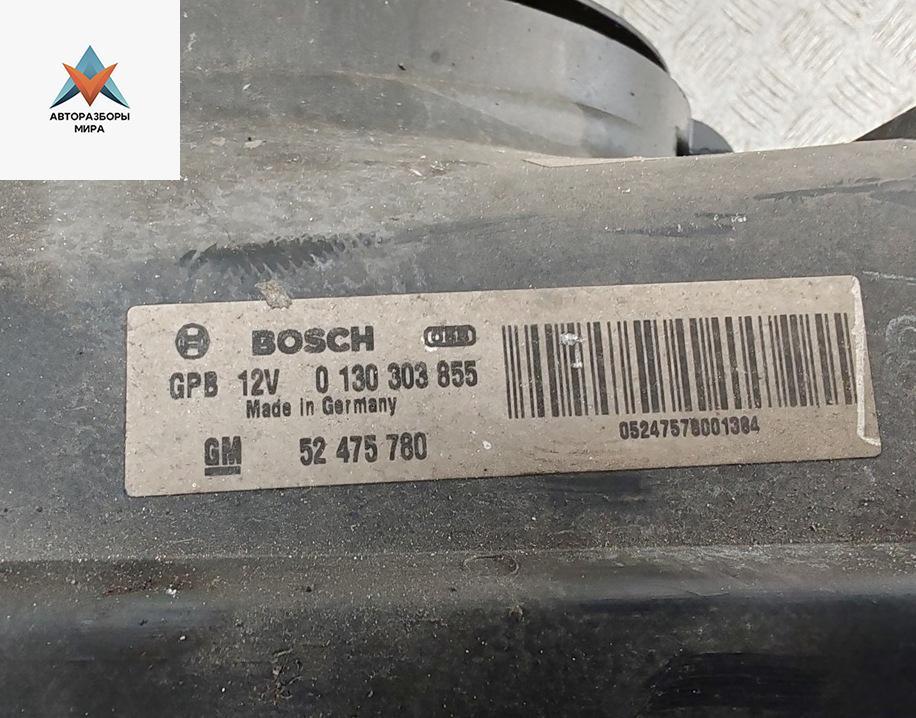 АВТОРАЗБОРЫ
МИРА
BOSCH
GPB 12V 0 130 303 855
Made in Germany
GM 52 475 780
05247578001384